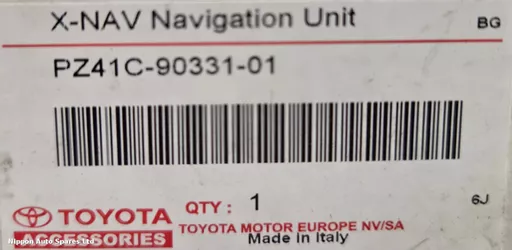 X-NAV Navigation Unit
BG
PZ41C-90331-01
TOYOTA
ACCESSORIES
QTY : 1
6J
TOYOTA MOTOR EUROPE NV/SA
Made In Italy
Nippon Auto Spares Ltd